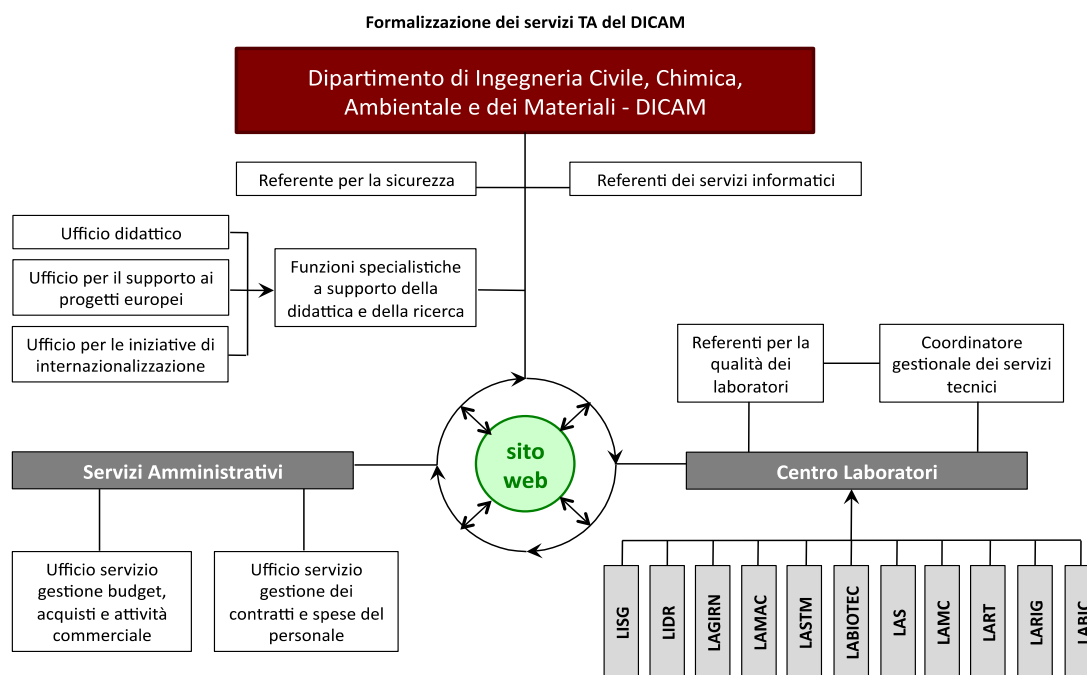 Formalizzazione dei servizi TA del DICAM
Dipartimento di Ingegneria Civile, Chimica,
Ambientale e dei Materiali - DICAM
Referente per la sicurezza
Referenti dei servizi informatici
Ufficio didattico
Ufficio per il supporto ai
progetti europei
Ufficio per le iniziative di
internazionalizzazione
Funzioni specialistiche
a supporto della
didattica e della ricerca
Referenti per la
qualità dei
laboratori
Coordinatore
gestionale dei servizi
tecnici
sito
web
Servizi Amministrativi
Centro Laboratori
Ufficio servizio
gestione budget,
acquisti e attività
commerciale
Ufficio servizio
gestione dei
contratti e spese del
personale
LISG
LIDR
LAGIRN
LAMAC
LASTM
LABIOTEC
LAS
LAMC
LART
LARIG